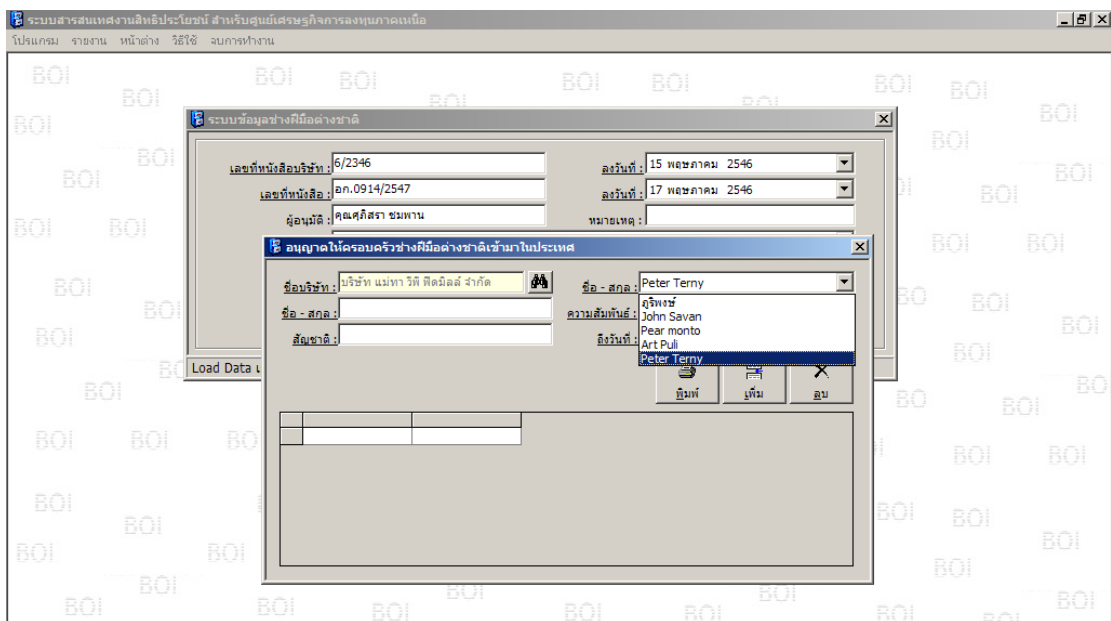 ระบบสารสนเทศงานสิทธิประโยชน์ สำหรับศูนย์เศรษฐกิจการลงทุนภาคเหนือ
โปรแกรม รายงาน หน้าต่าง วิธีใช้ จบการทำงาน
ระบบข้อมูลช่างฝีมือต่างชาติ
เลขที่หนังสือบริษัท : 6/2346 ลงวันที่ : 15 พฤษภาคม 2546
เลขที่หนังสือ : อก.0914/2547 ลงวันที่ : 17 พฤษภาคม 2546
ผู้อนุมัติ : คุณศุภิสรา ชมพาน หมายเหตุ :
อนุญาตให้ครอบครัวช่างฝีมือต่างชาติเข้ามาในประเทศ
ชื่อบริษัท : บริษัท แม่ทา วีพี ฟีดมิลล์ จำกัด ชื่อ - สกุล : Peter Terny
ชื่อ - สกุล : ความสัมพันธ์ :
สัญชาติ : ถึงวันที่ :
ภูริพงษ์
John Savan
Pear monto
Art Puli
Peter Terny
Load Data
พิมพ์ เพิ่ม ลบ
BOI BOI BOI BOI BOI BOI